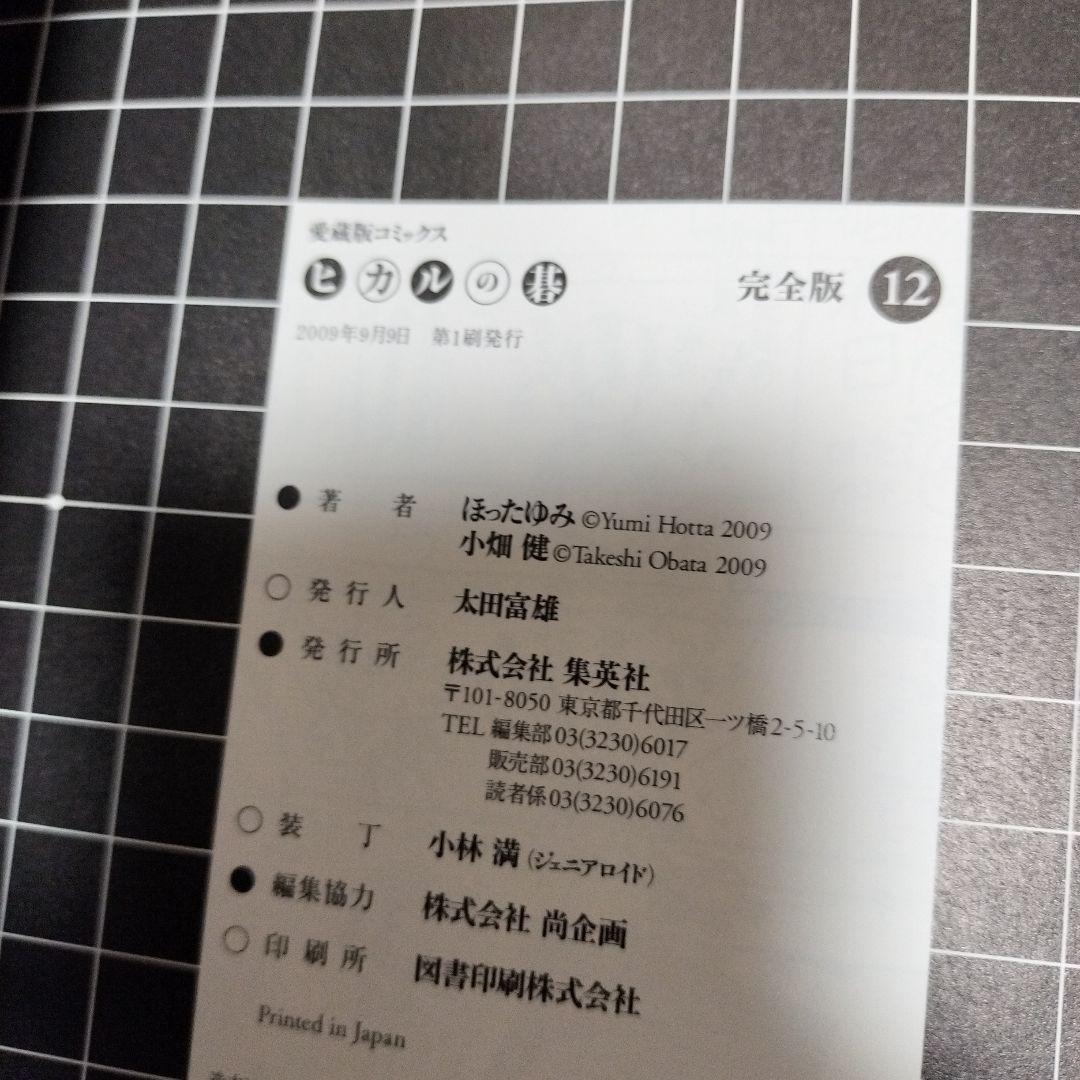 愛蔵版コミックス
ヒカルの碁 完全版 12
2009年9月9日 第1刷発行
●著者 ほったゆみ ©Yumi Hotta 2009
小畑 健 ©Takeshi Obata 2009
○発行人 太田富雄
●発行所 株式会社 集英社
〒101-8050 東京都千代田区一ツ橋2-5-10
TEL 編集部03(3230)6017
販売部03(3230)6191
読者係03(3230)6076
○装丁 小林 満(ジェニアロイド)
●編集協力 株式会社 尚企画
○印刷所 図書印刷株式会社
Printed in Japan